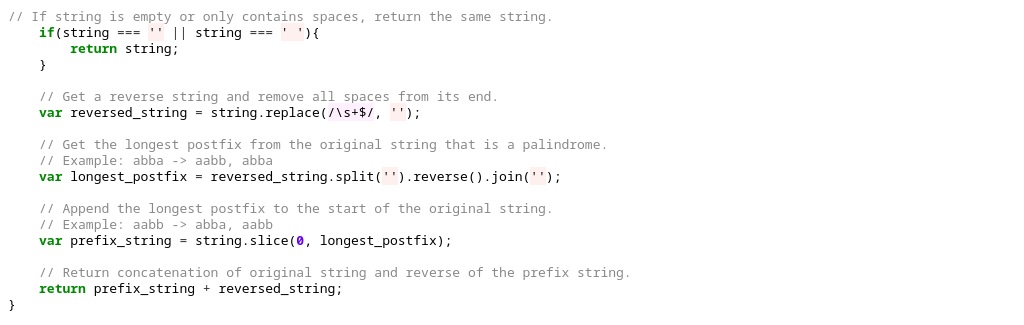 // If string is empty or only contains spaces, return the same string.
    if(string === '' || string === ' '){
        return string;
    }
    // Get a reverse string and remove all spaces from its end.
    var reversed_string = string.replace(/\s+$/, '');
    // Get the longest postfix from the original string that is a palindrome.
    // Example: abba -> aabb, abba
    var longest_postfix = reversed_string.split('').reverse().join('');
    // Append the longest postfix to the start of the original string.
    // Example: aabb -> abba, aabb
    var prefix_string = string.slice(0, longest_postfix);
    // Return concatenation of original string and reverse of the prefix string.
    return prefix_string + reversed_string;
}